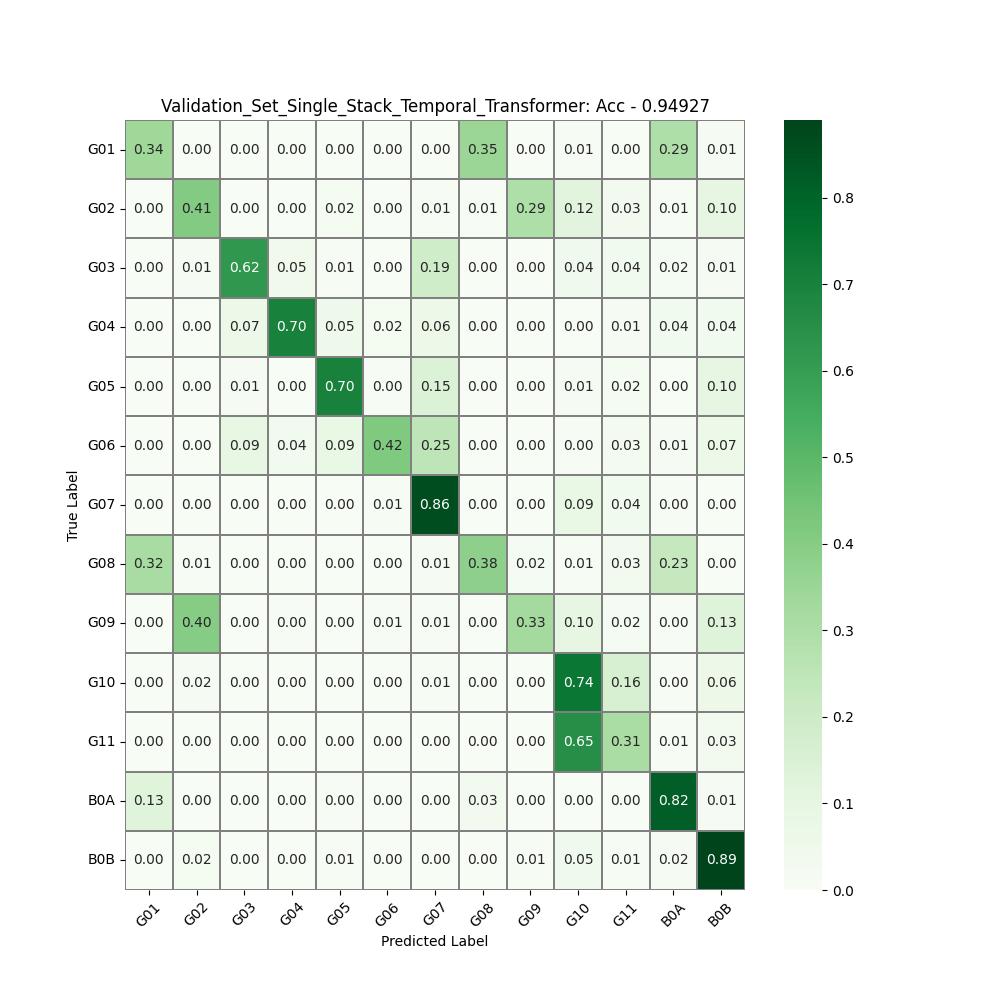 Validation_Set_Single_Stack_Temporal_Transformer: Acc - 0.94927
G01 0.34 0.00 0.00 0.00 0.00 0.00 0.00 0.35 0.00 0.01 0.00 0.29 0.01
G02 0.00 0.41 0.00 0.00 0.02 0.00 0.01 0.01 0.29 0.12 0.03 0.01 0.10
G03 0.00 0.01 0.62 0.05 0.01 0.00 0.19 0.00 0.00 0.04 0.04 0.02 0.01
G04 0.00 0.00 0.07 0.70 0.05 0.02 0.06 0.00 0.00 0.00 0.01 0.04 0.04
G05 0.00 0.00 0.01 0.00 0.70 0.00 0.15 0.00 0.00 0.01 0.02 0.00 0.10
G06 0.00 0.00 0.09 0.04 0.09 0.42 0.25 0.00 0.00 0.00 0.03 0.01 0.07
G07 0.00 0.00 0.00 0.00 0.00 0.01 0.86 0.00 0.00 0.09 0.04 0.00 0.00
G08 0.32 0.01 0.00 0.00 0.00 0.00 0.01 0.38 0.02 0.01 0.03 0.23 0.00
G09 0.00 0.40 0.00 0.00 0.00 0.01 0.01 0.00 0.33 0.10 0.02 0.00 0.13
G10 0.00 0.02 0.00 0.00 0.00 0.00 0.01 0.00 0.00 0.74 0.16 0.00 0.06
G11 0.00 0.00 0.00 0.00 0.00 0.00 0.00 0.00 0.00 0.65 0.31 0.01 0.03
B0A 0.13 0.00 0.00 0.00 0.00 0.00 0.00 0.03 0.00 0.00 0.00 0.82 0.01
B0B 0.00 0.02 0.00 0.00 0.01 0.00 0.00 0.00 0.01 0.05 0.01 0.02 0.89
G01 G02 G03 G04 G05 G06 G07 G08 G09 G10 G11 B0A B0B
Predicted Label
True Label
0.8
0.7
0.6
0.5
0.4
0.3
0.2
0.1
0.0